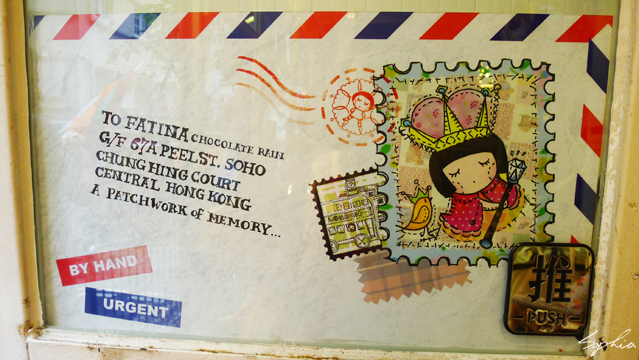 TO FATINA CHOCOLATE RAIN
G/F 67A PEEL ST. SOHO
CHUNG HING COURT
CENTRAL HONG KONG
A PATCHWORK of MEMORY...
BY HAND
URGENT
推
-PUSH-
Sophia